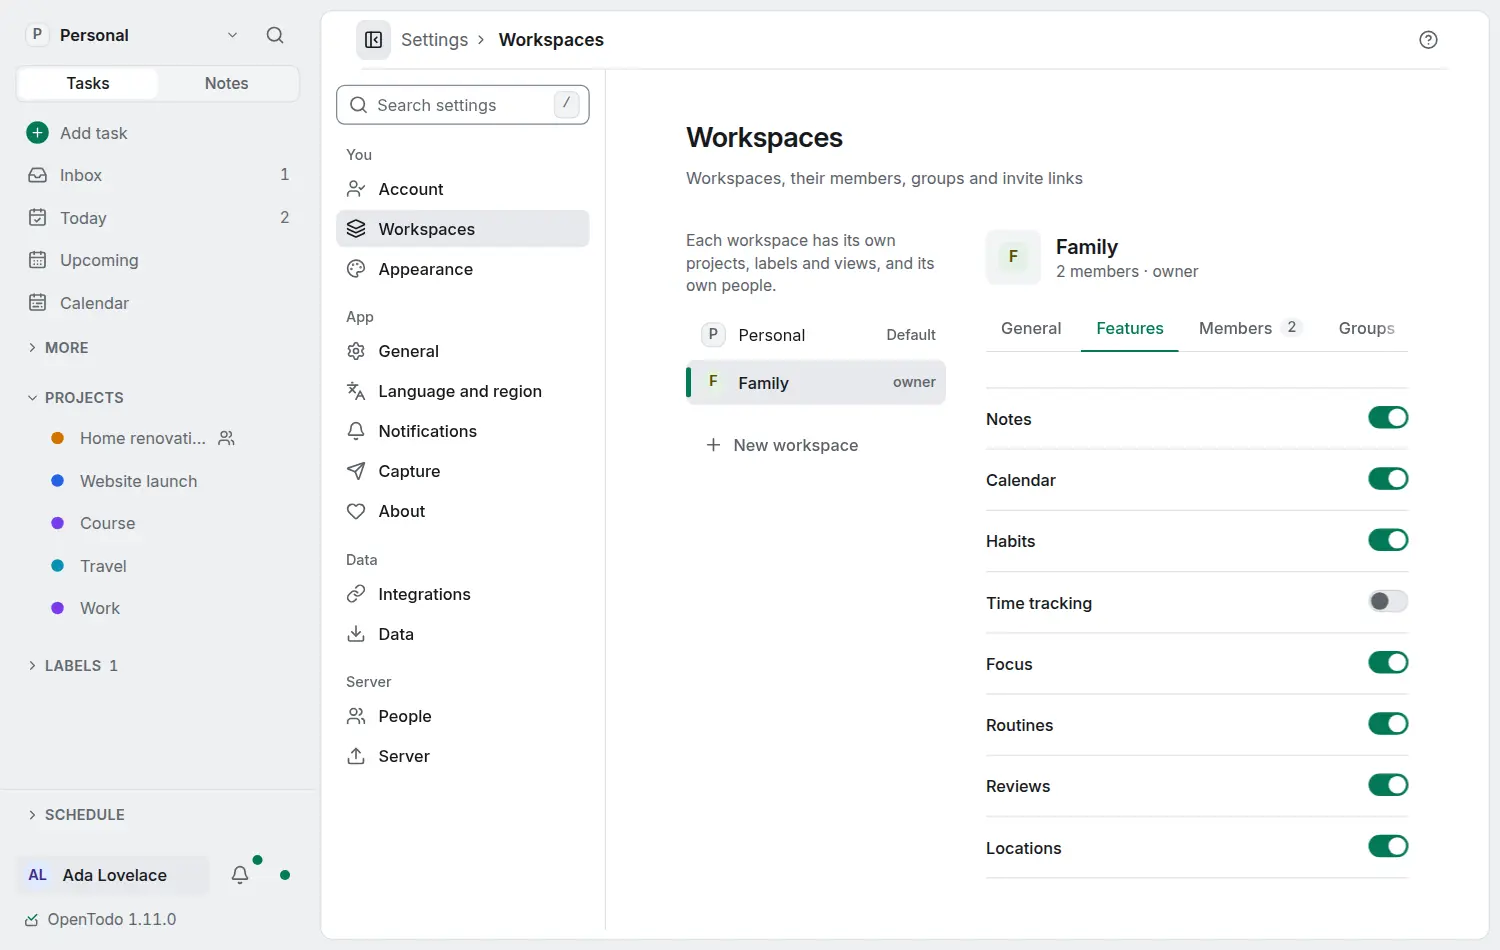 P Personal
Tasks Notes
Add task
Inbox 1
Today 2
Upcoming
Calendar
MORE
PROJECTS
Home renovati...
Website launch
Course
Travel
Work
LABELS 1
SCHEDULE
AL Ada Lovelace
OpenTodo 1.11.0
Settings Workspaces
Search settings /
You
Account
Workspaces
Appearance
App
General
Language and region
Notifications
Capture
About
Data
Integrations
Data
Server
People
Server
Workspaces
Workspaces, their members, groups and invite links
Each workspace has its own
projects, labels and views, and its
own people.
P Personal Default
F Family owner
New workspace
F Family
2 members · owner
General Features Members 2 Groups
Notes
Calendar
Habits
Time tracking
Focus
Routines
Reviews
Locations